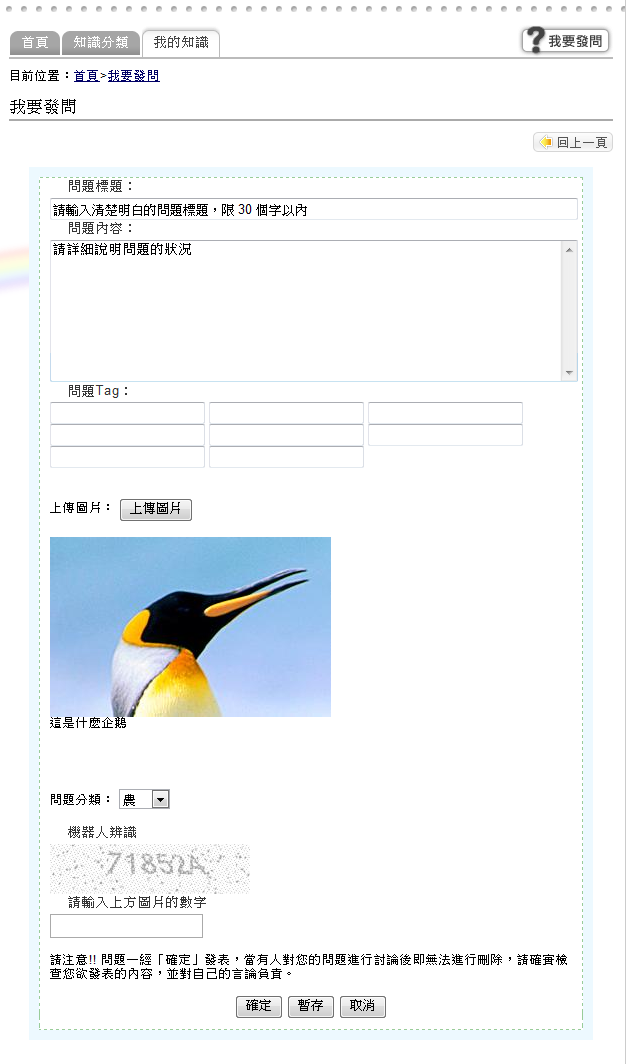 首頁 知識分類 我的知識 ? 我要發問
目前位置：首頁>我要發問
我要發問
回上一頁
問題標題：
請輸入清楚明白的問題標題，限 30 個字以內
問題內容：
請詳細說明問題的狀況
問題Tag：
上傳圖片： 上傳圖片
這是什麼企鵝
問題分類： 農
機器人辨識
71852A
請輸入上方圖片的數字
請注意!! 問題一經「確定」發表，當有人對您的問題進行討論後即無法進行刪除，請確實檢
查您欲發表的內容，並對自己的言論負責。
確定 暫存 取消